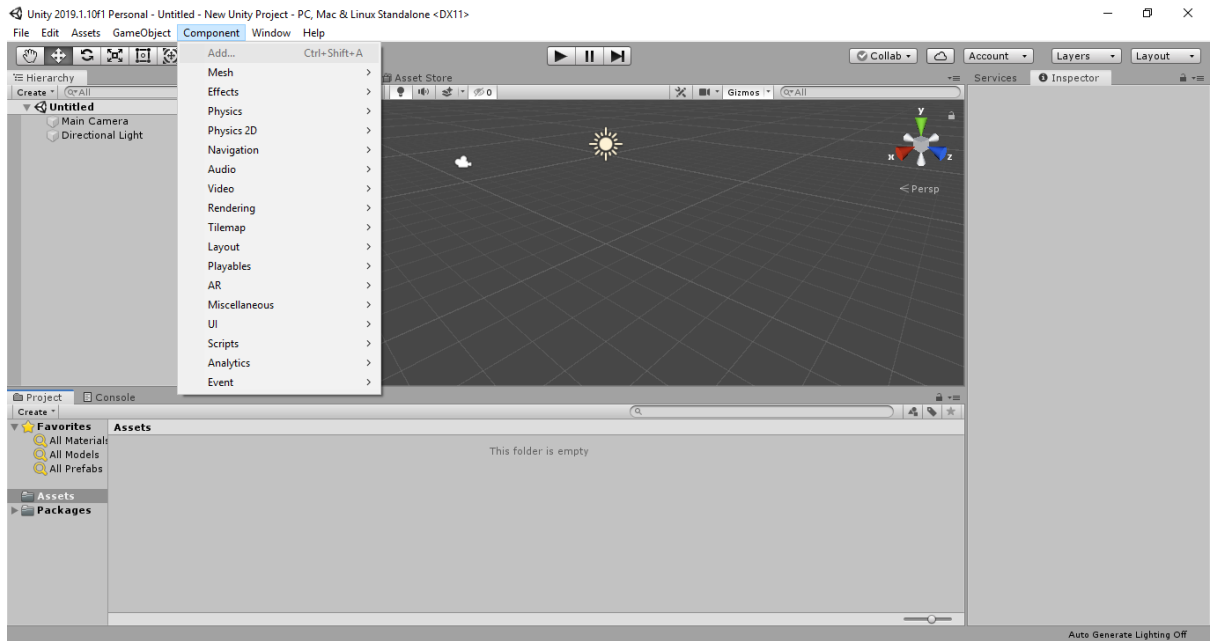 Unity 2019.1.10f1 Personal - Untitled - New Unity Project - PC, Mac & Linux Standalone <DX11>
File Edit Assets GameObject Component Window Help
Collab Account Layers Layout
Hierarchy
Asset Store
Services Inspector
Create All
0 Gizmos All
Untitled
Main Camera
Directional Light
Add... Ctrl+Shift+A
Mesh
Effects
Physics
Physics 2D
Navigation
Audio
Video
Rendering
Tilemap
Layout
Playables
AR
Miscellaneous
UI
Scripts
Analytics
Event
y
x
z
Persp
Project Console
Create
Favorites
All Materials
All Models
All Prefabs
Assets
Packages
Assets
This folder is empty
Auto Generate Lighting Off